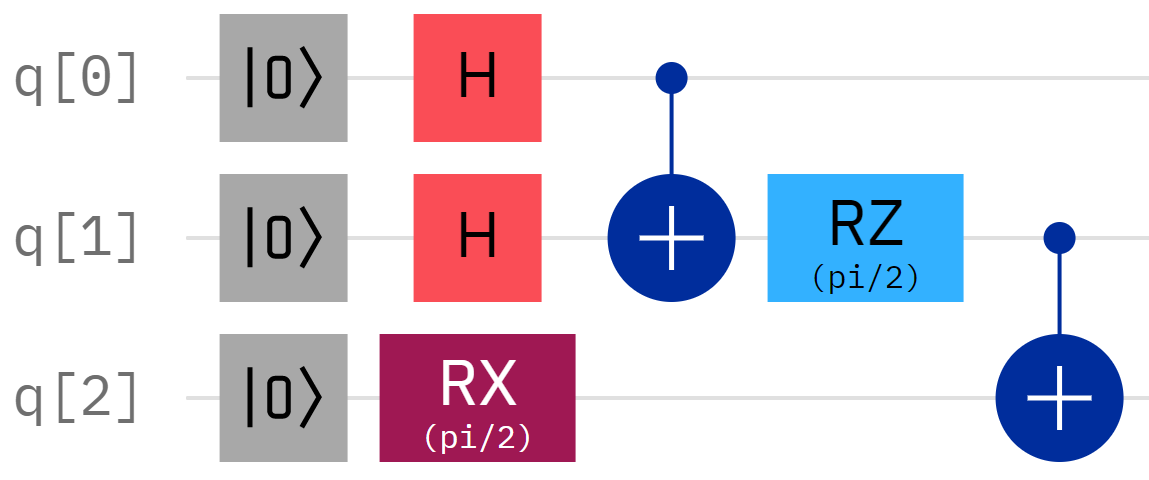 q[0] |0⟩ H
q[1] |0⟩ H RZ
(pi/2)
q[2] |0⟩ RX
(pi/2)